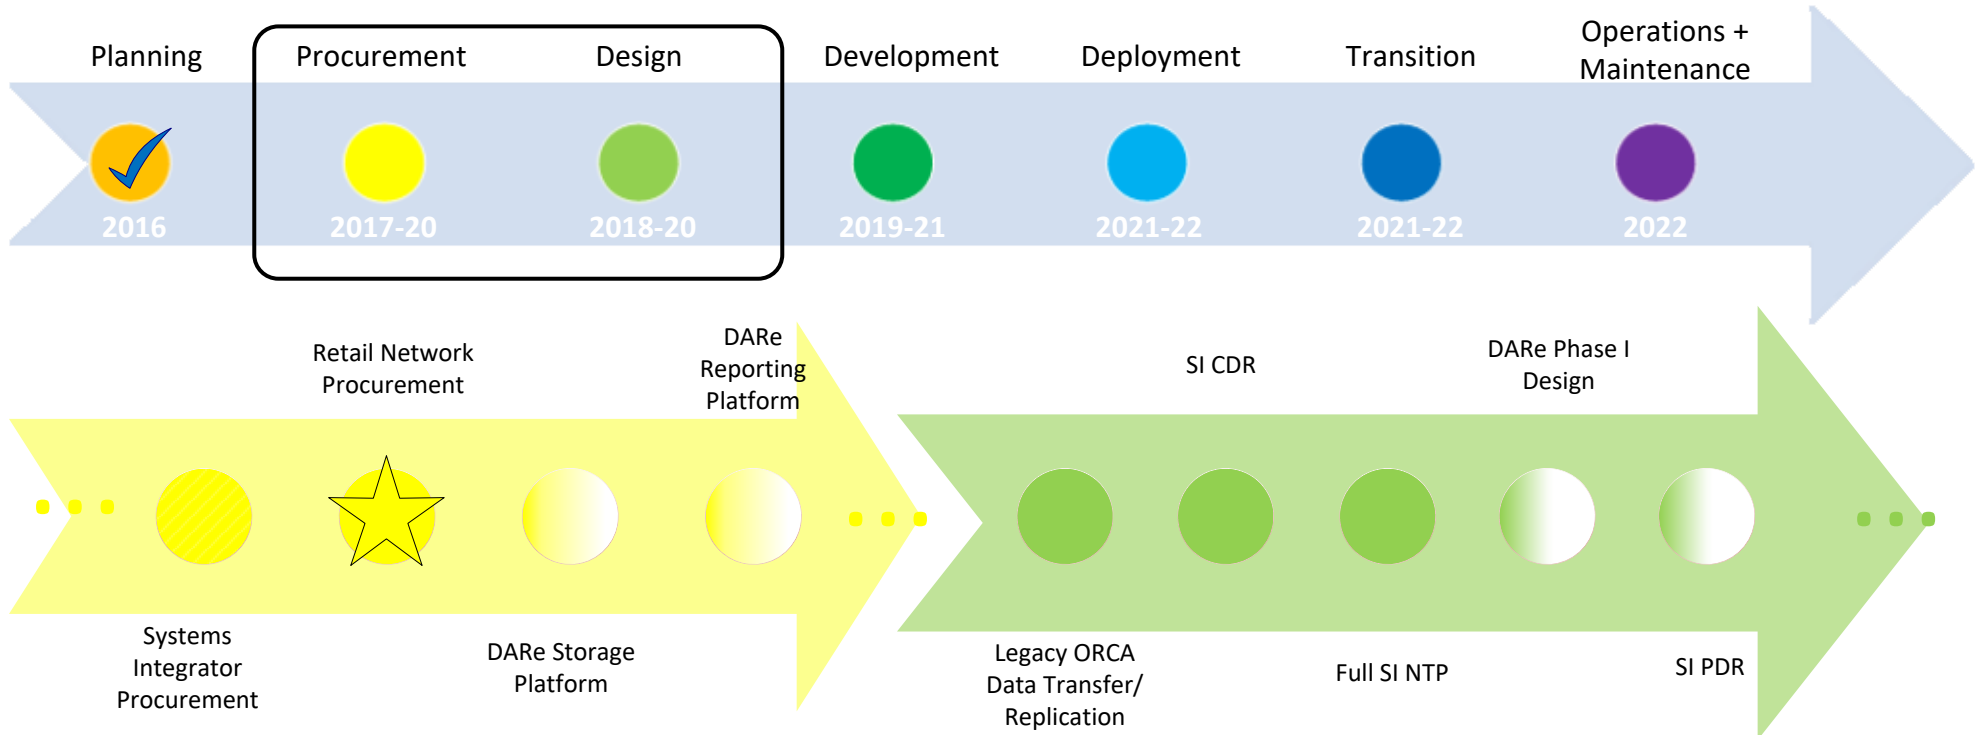 Planning
Procurement
Design
Development
Deployment
Transition
Operations +
Maintenance
2016
2017-20
2018-20
2019-21
2021-22
2021-22
2022
Retail Network
Procurement
DARe
Reporting
Platform
Systems
Integrator
Procurement
DARe Storage
Platform
SI CDR
DARe Phase I
Design
Legacy ORCA
Data Transfer/
Replication
Full SI NTP
SI PDR